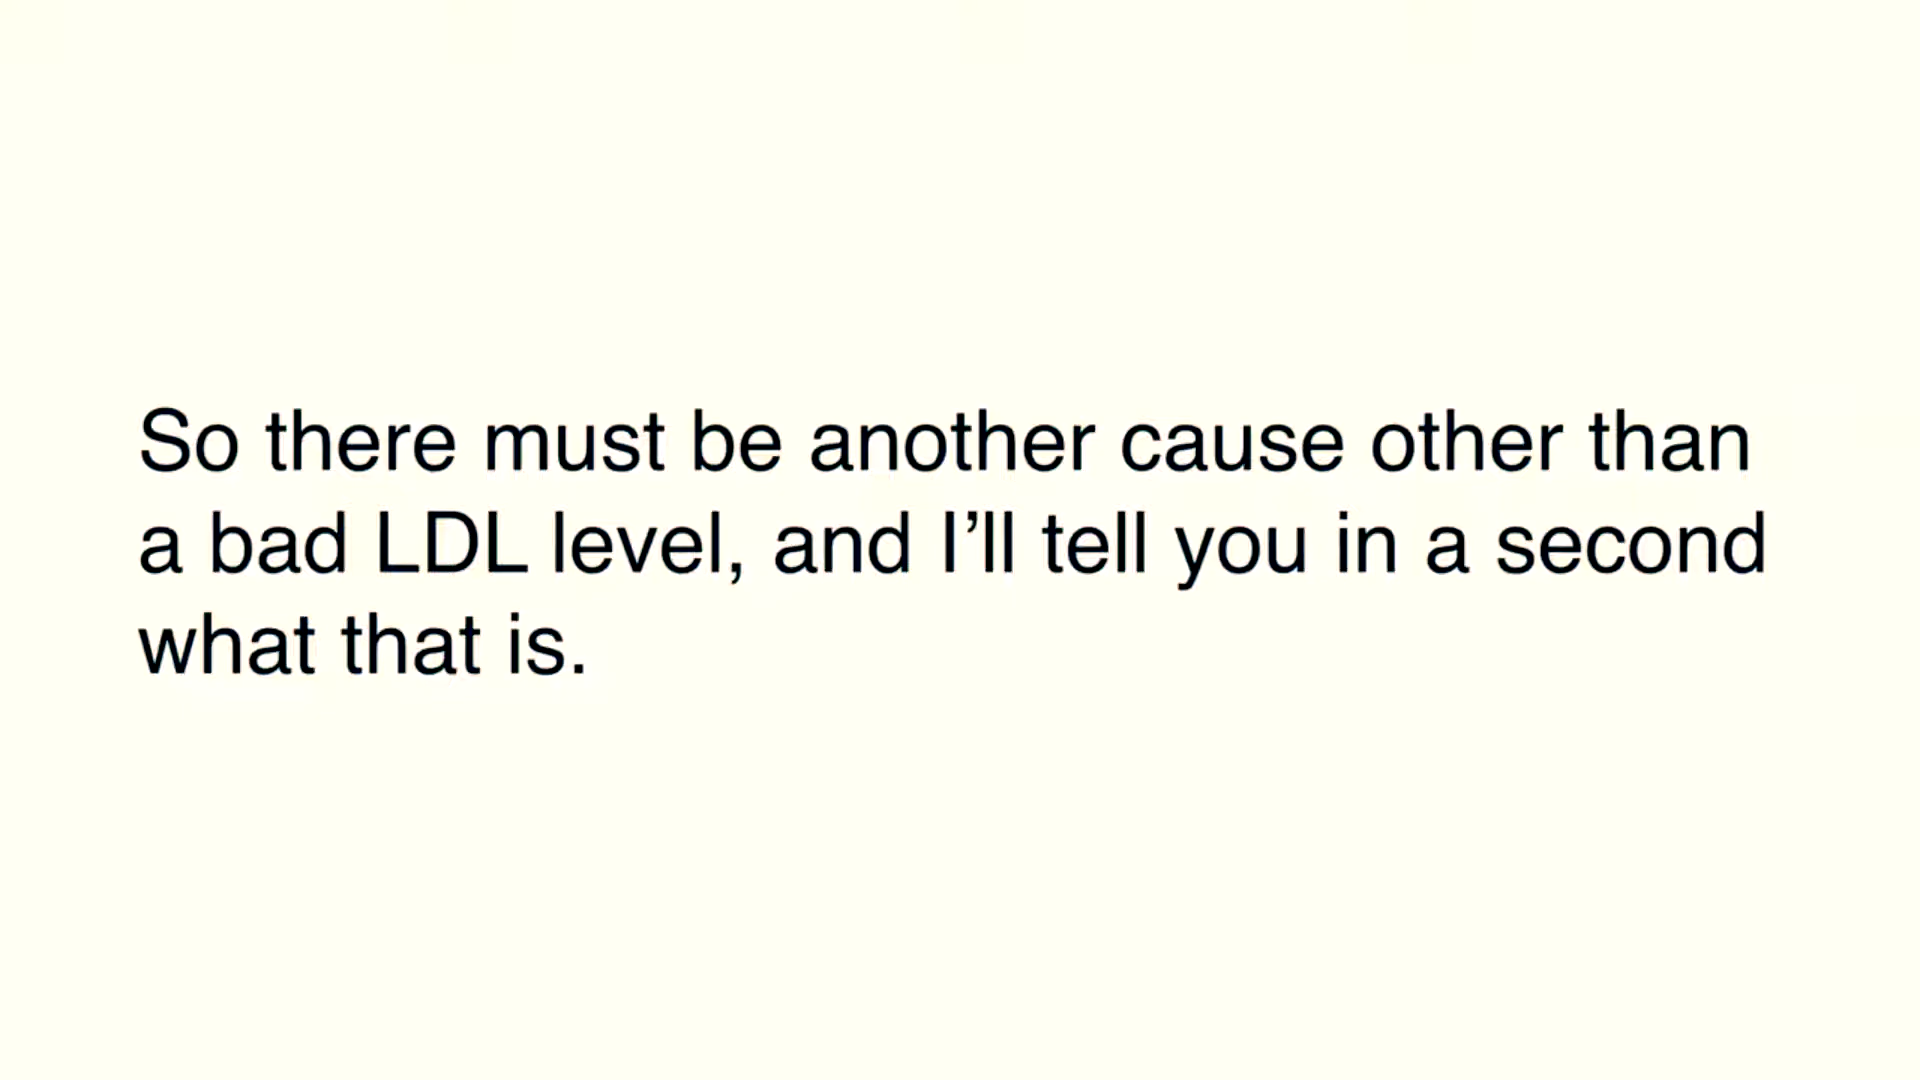 So there must be another cause other than
a bad LDL level, and I’ll tell you in a second
what that is.